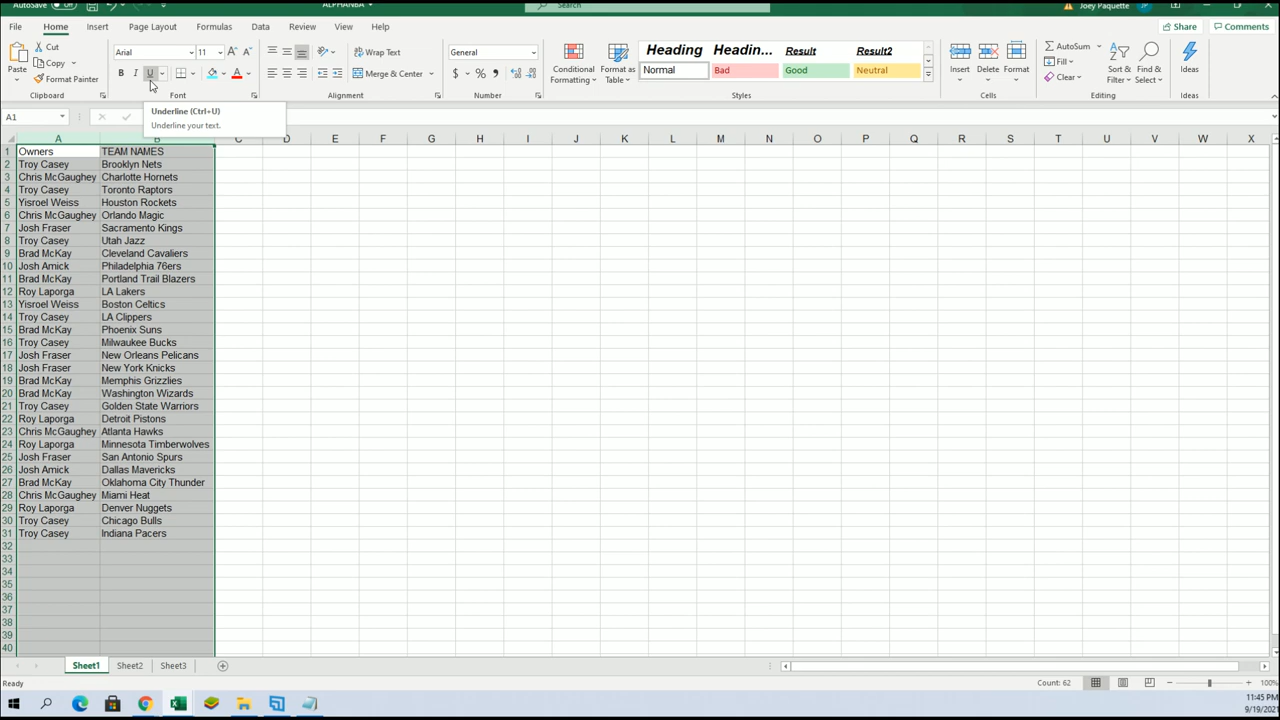 AutoSave Off ALPHANBA Search Joey Paquette
File Home Insert Page Layout Formulas Data Review View Help Share Comments
Paste Cut Copy Format Painter Clipboard
Arial 11 B I U Font
Wrap Text Merge & Center Alignment
General $ % Number
Conditional Formatting Format as Table
Heading Headin... Result Result2
Normal Bad Good Neutral
Styles
Insert Delete Format Cells
AutoSum Fill Clear Sort & Filter Find & Select Editing
Ideas Ideas
A1
Underline (Ctrl+U)
Underline your text.
A B C D E F G H I J K L M N O P Q R S T U V W X
1 Owners TEAM NAMES
2 Troy Casey Brooklyn Nets
3 Chris McGaughey Charlotte Hornets
4 Troy Casey Toronto Raptors
5 Yisroel Weiss Houston Rockets
6 Chris McGaughey Orlando Magic
7 Josh Fraser Sacramento Kings
8 Troy Casey Utah Jazz
9 Brad McKay Cleveland Cavaliers
10 Josh Amick Philadelphia 76ers
11 Brad McKay Portland Trail Blazers
12 Roy Laporga LA Lakers
13 Yisroel Weiss Boston Celtics
14 Troy Casey LA Clippers
15 Brad McKay Phoenix Suns
16 Troy Casey Milwaukee Bucks
17 Josh Fraser New Orleans Pelicans
18 Josh Fraser New York Knicks
19 Brad McKay Memphis Grizzlies
20 Brad McKay Washington Wizards
21 Troy Casey Golden State Warriors
22 Roy Laporga Detroit Pistons
23 Chris McGaughey Atlanta Hawks
24 Roy Laporga Minnesota Timberwolves
25 Josh Fraser San Antonio Spurs
26 Josh Amick Dallas Mavericks
27 Brad McKay Oklahoma City Thunder
28 Chris McGaughey Miami Heat
29 Roy Laporga Denver Nuggets
30 Troy Casey Chicago Bulls
31 Troy Casey Indiana Pacers
32
33
34
35
36
37
38
39
40
Sheet1 Sheet2 Sheet3
Ready Count: 62 100%
11:45 PM